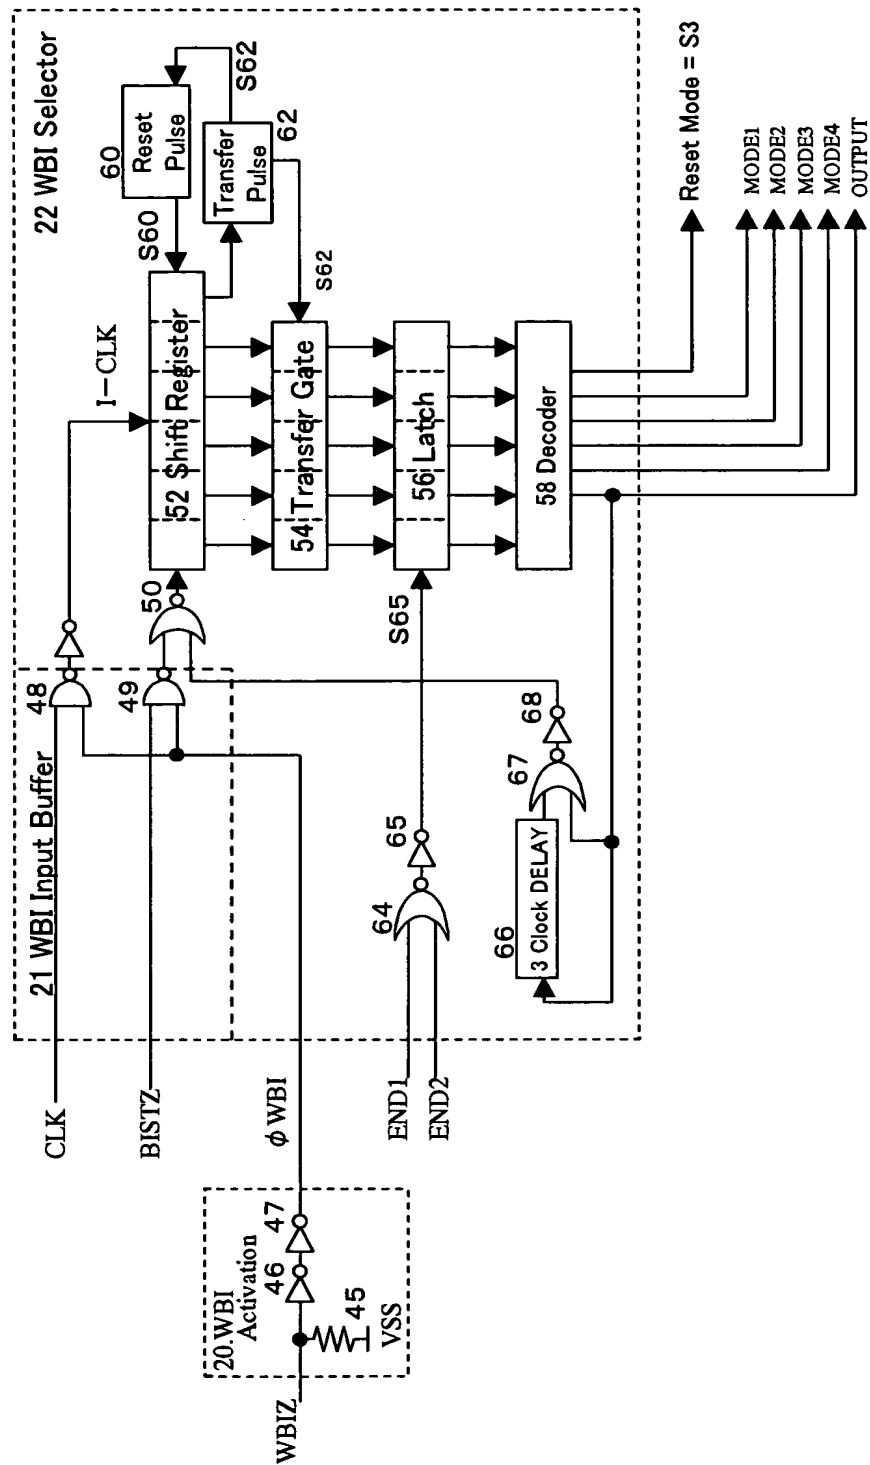 22 WBI Selector
60
Reset
Pulse
S62
S60
Transfer
Pulse
62
I-CLK
S62
52 Shift Register
54 Transfer Gate
56 Latch
58 Decoder
Reset Mode = S3
MODE1
MODE2
MODE3
MODE4
OUTPUT
50
S65
21 WBI Input Buffer
48
49
CLK
BISTZ
φWBI
64
65
END1
END2
66
3 Clock DELAY
67
68
20.WBI
Activation
46
47
45
VSS
WBIZ